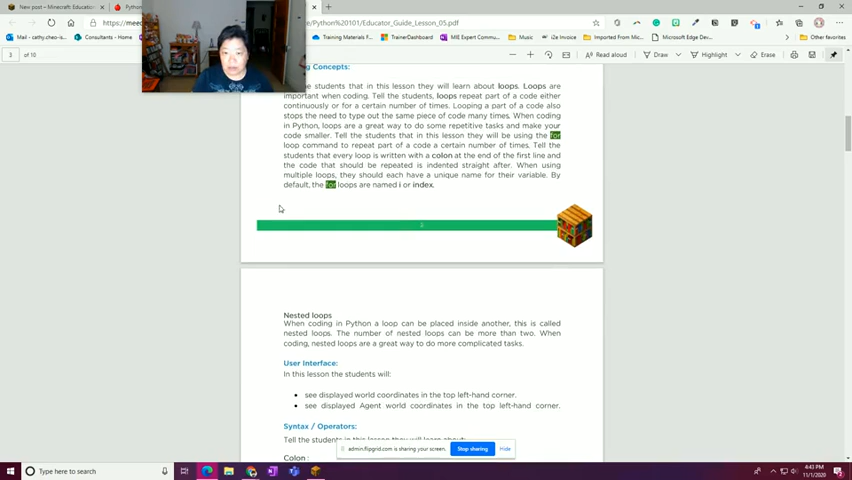 New post – Minecraft Educatio
Python
https://meed
/Python%20101/Educator_Guide_Lesson_05.pdf
Mail - cathy.cheo-is
Consultants - Home
Training Materials F
TrainerDashboard
MIE Expert Commu
Music
i2e Invoice
Imported From Micr
Microsoft Edge
Other favorites
3 of 10
Read aloud
Draw
Highlight
Erase
Concepts:
students that in this lesson they will learn about loops. Loops are
important when coding. Tell the students, loops repeat part of a code either
continuously or for a certain number of times. Looping a part of code also
stops the need to type out the same piece of code many times. When coding
in Python, loops are a great way to do some repetitive tasks and make your
code smaller. Tell the students that in this lesson they will be using the for
loop command to repeat part of a code a certain number of times. Tell the
students that every loop is written with a colon at the end of the first line and
the code that should be repeated is indented straight after. When using
multiple loops, they should each have a unique name for their variable. By
default, the for loops are named i or index.
Nested loops
When coding in Python a loop can be placed inside another, this is called
nested loops. The number of nested loops can be more than two. When
coding, nested loops are a great way to do more complicated tasks.
User Interface:
In this lesson the students will:
• see displayed world coordinates in the top left-hand corner.
• see displayed Agent world coordinates in the top left-hand corner.
Syntax / Operators:
Tell the students in this lesson they will learn about:
Colon :
admin.flipgrid.com is sharing your screen.
Stop sharing
Hide
Type here to search
4:43 PM
11/1/2020